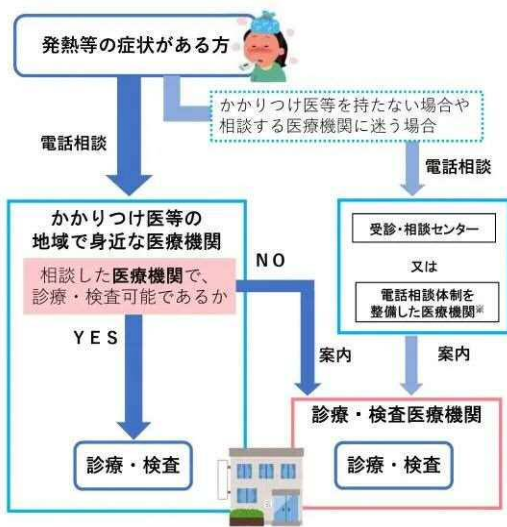 発熱等の症状がある方
かかりつけ医等を持たない場合や
相談する医療機関に迷う場合
電話相談
電話相談
かかりつけ医等の
地域で身近な医療機関
相談した医療機関で、
診療・検査可能であるか
NO
YES
受診・相談センター
又は
電話相談体制を
整備した医療機関※
案内
案内
診療・検査
診療・検査医療機関
診療・検査